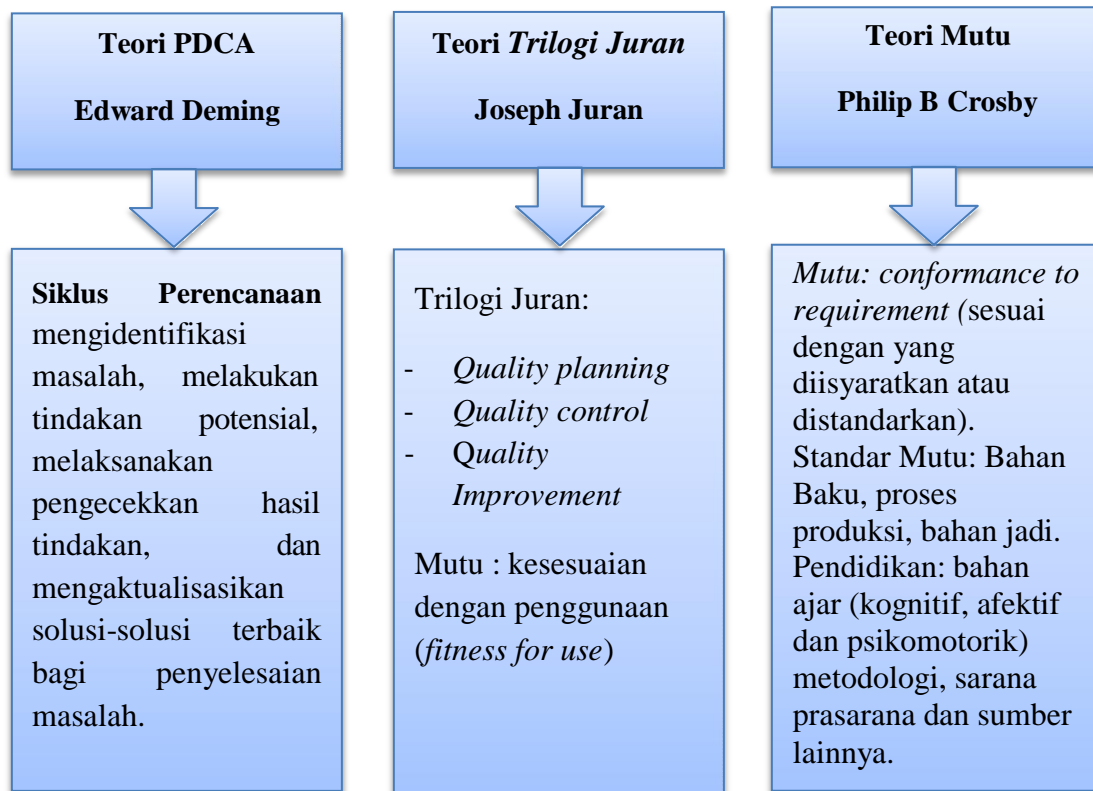 Teori PDCA
Edward Deming
Teori Trilogi Juran
Joseph Juran
Teori Mutu
Philip B Crosby
Siklus Perencanaan
mengidentifikasi
masalah, melakukan
tindakan potensial,
melaksanakan
pengecekkan hasil
tindakan, dan
mengaktualisasikan
solusi-solusi terbaik
bagi penyelesaian
masalah.
Trilogi Juran:
- Quality planning
- Quality control
- Quality
Improvement
Mutu : kesesuaian
dengan penggunaan
(fitness for use)
Mutu: conformance to
requirement (sesuai
dengan yang
diisyaratkan atau
distandarkan).
Standar Mutu: Bahan
Baku, proses
produksi, bahan jadi.
Pendidikan: bahan
ajar (kognitif, afektif
dan psikomotorik)
metodologi, sarana
prasarana dan sumber
lainnya.